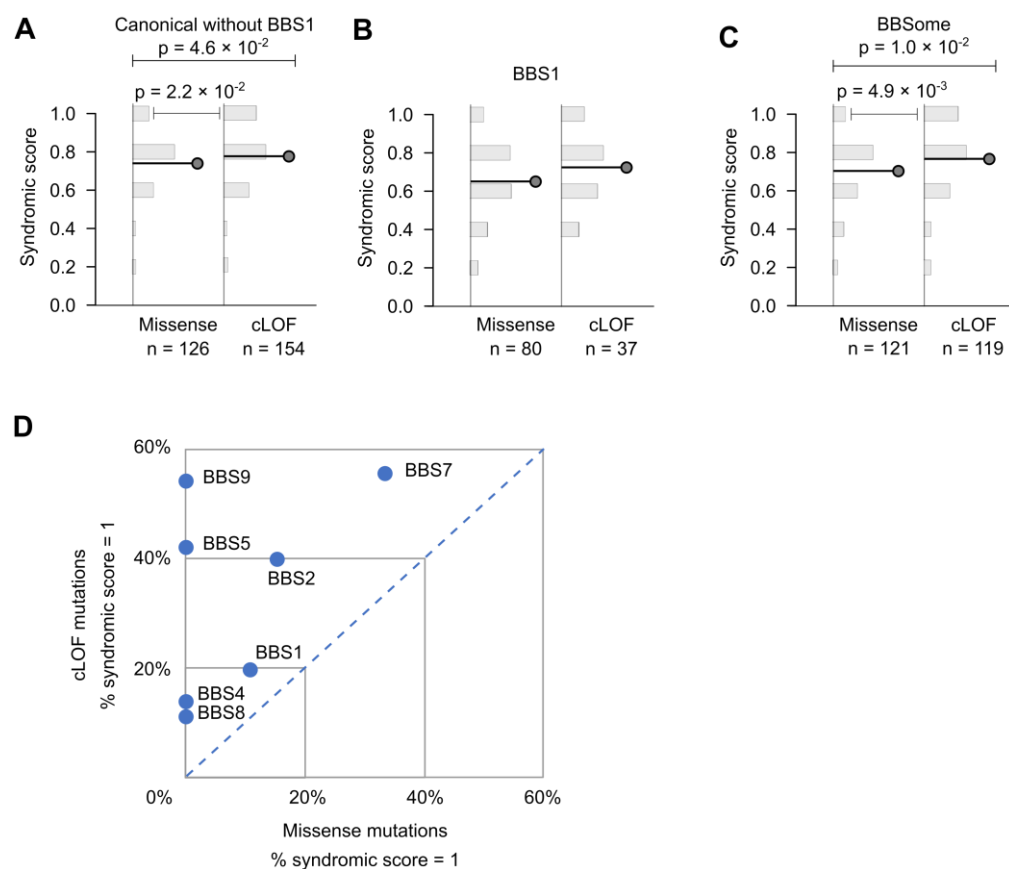 A
Canonical without BBS1
p = 4.6 × 10-2
p = 2.2 × 10-2
Syndromic score
1.0
0.8
0.6
0.4
0.2
0.0
Missense
n = 126
cLOF
n = 154
B
BBS1
Syndromic score
1.0
0.8
0.6
0.4
0.2
0.0
Missense
n = 80
cLOF
n = 37
C
BBSome
p = 1.0 × 10-2
p = 4.9 × 10-3
Syndromic score
1.0
0.8
0.6
0.4
0.2
0.0
Missense
n = 121
cLOF
n = 119
D
60%
40%
20%
0%
20%
40%
60%
cLOF mutations
% syndromic score = 1
BBS9
BBS7
BBS5
BBS2
BBS1
BBS4
BBS8
Missense mutations
% syndromic score = 1